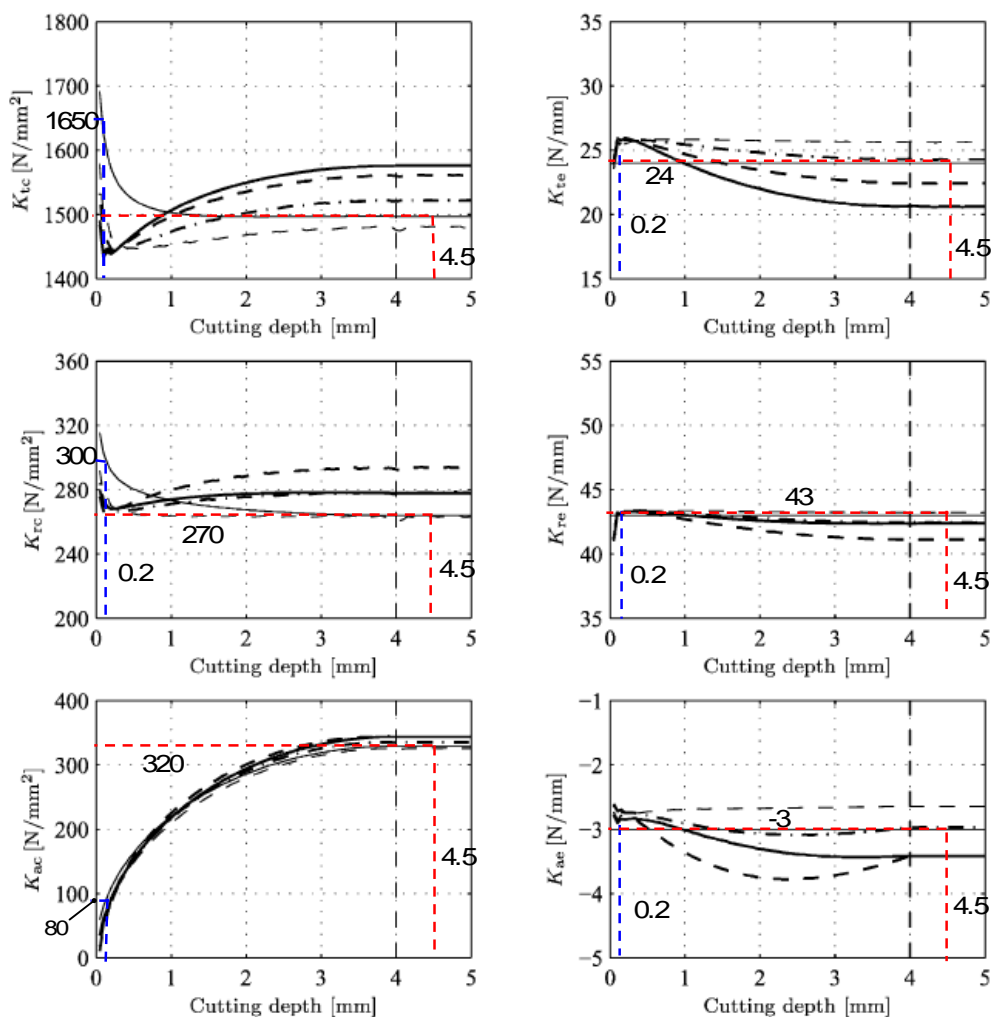 1800
1700
1650
1600
1500
1400
K_tc [N/mm²]
4.5
0 1 2 3 4 5
Cutting depth [mm]
35
30
25
20
15
K_te [N/mm]
24
0.2
4.5
0 1 2 3 4 5
Cutting depth [mm]
360
320
300
280
240
200
K_rc [N/mm²]
270
0.2
4.5
0 1 2 3 4 5
Cutting depth [mm]
55
50
45
40
35
K_re [N/mm]
43
0.2
4.5
0 1 2 3 4 5
Cutting depth [mm]
400
300
200
100
80
0
K_ac [N/mm²]
320
4.5
0 1 2 3 4 5
Cutting depth [mm]
−1
−2
−3
−4
−5
K_ae [N/mm]
-3
0.2
4.5
0 1 2 3 4 5
Cutting depth [mm]